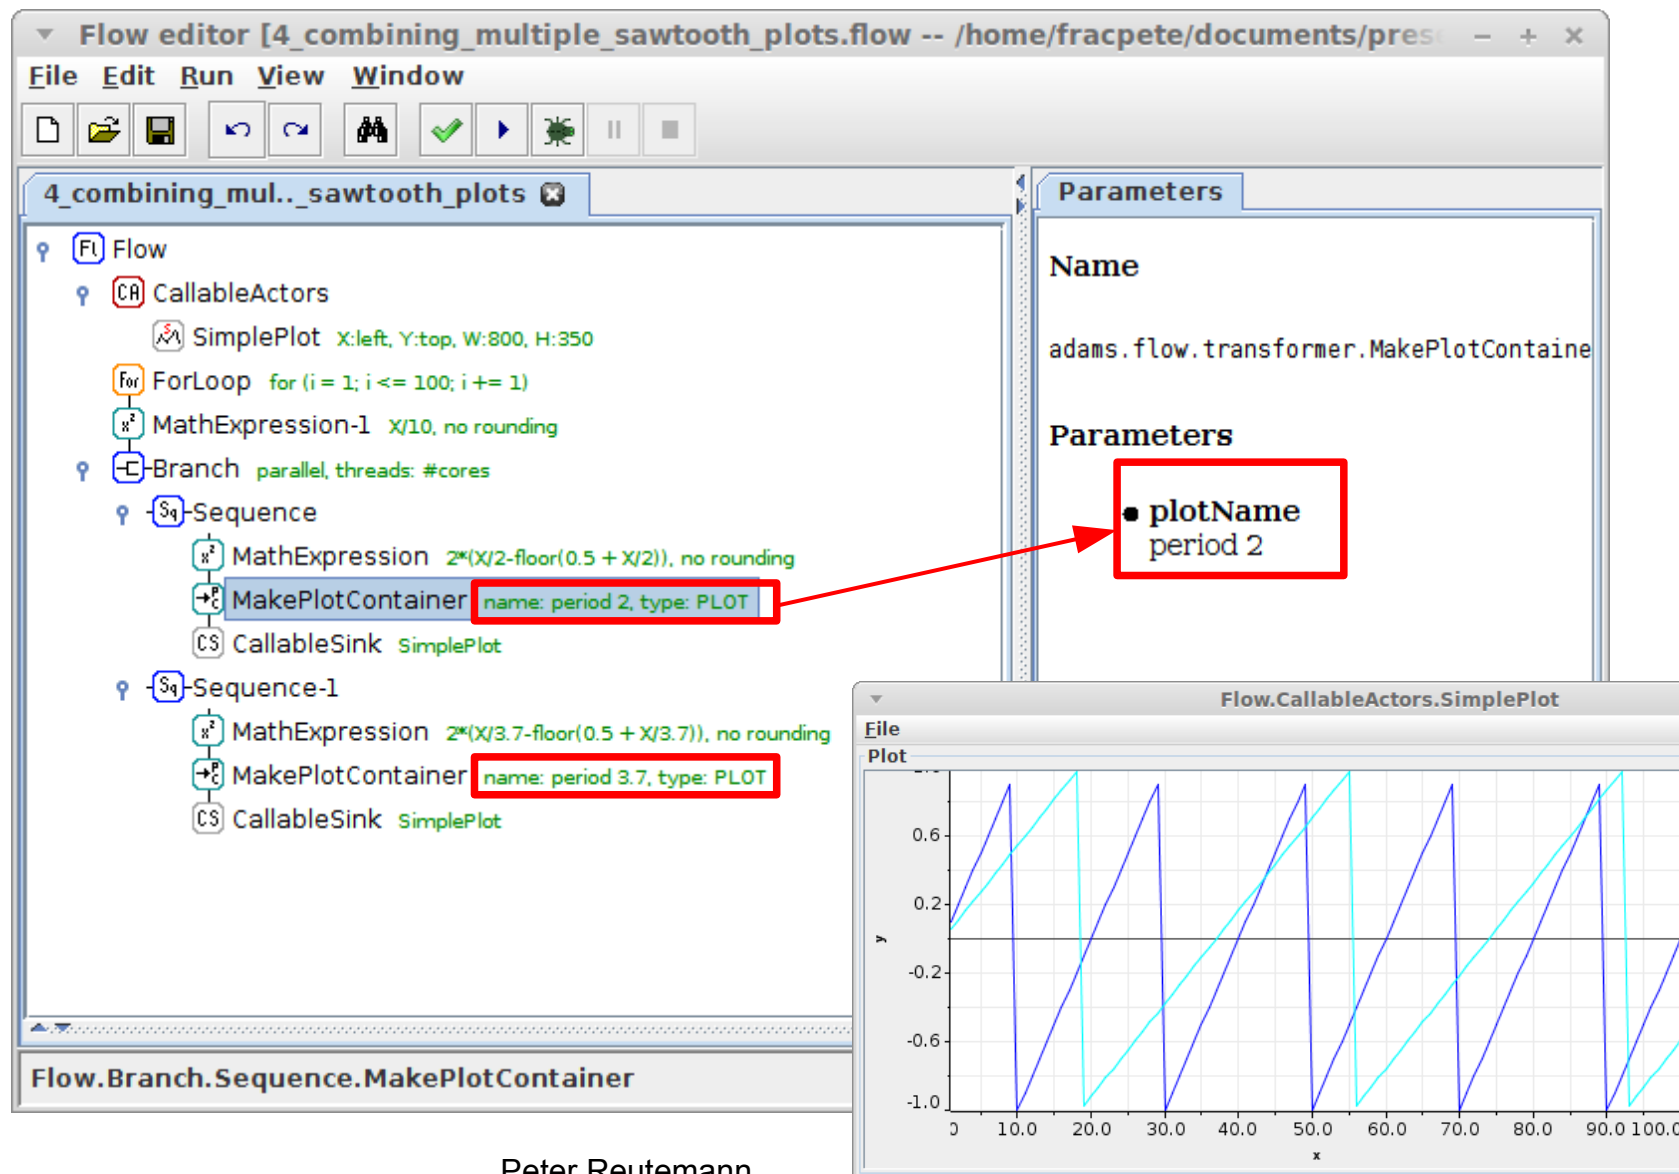 Flow editor [4_combining_multiple_sawtooth_plots.flow -- /home/fracpete/documents/pres
File Edit Run View Window
4_combining_mul.._sawtooth_plots
Parameters
Flow
CallableActors
SimplePlot X:left, Y:top, W:800, H:350
ForLoop for (i = 1; i <= 100; i += 1)
MathExpression-1 X/10, no rounding
Branch parallel, threads: #cores
Sequence
MathExpression 2*(X/2-floor(0.5 + X/2)), no rounding
MakePlotContainer name: period 2, type: PLOT
CallableSink SimplePlot
Sequence-1
MathExpression 2*(X/3.7-floor(0.5 + X/3.7)), no rounding
MakePlotContainer name: period 3.7, type: PLOT
CallableSink SimplePlot
Name
adams.flow.transformer.MakePlotContaine
Parameters
plotName
period 2
Flow.Branch.Sequence.MakePlotContainer
Flow.CallableActors.SimplePlot
File
Plot
0.6
0.2
-0.2
-0.6
-1.0
y
10.0 20.0 30.0 40.0 50.0 60.0 70.0 80.0 90.0 100.0
x
Peter Reutemann